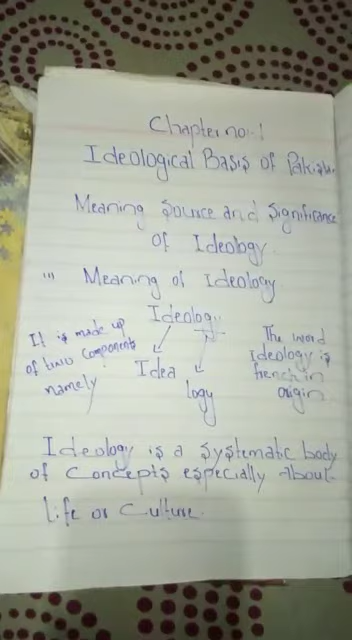 Chapter no:-1
Ideological Basis of Pakistan
Meaning Source and Significance
of Ideology.
"' Meaning of Ideology
Ideology
It is made up
of two components
namely
Idea
logy
The word
Ideology is
french in
origin
Ideology is a systematic body
of concepts especially about
life or Culture.